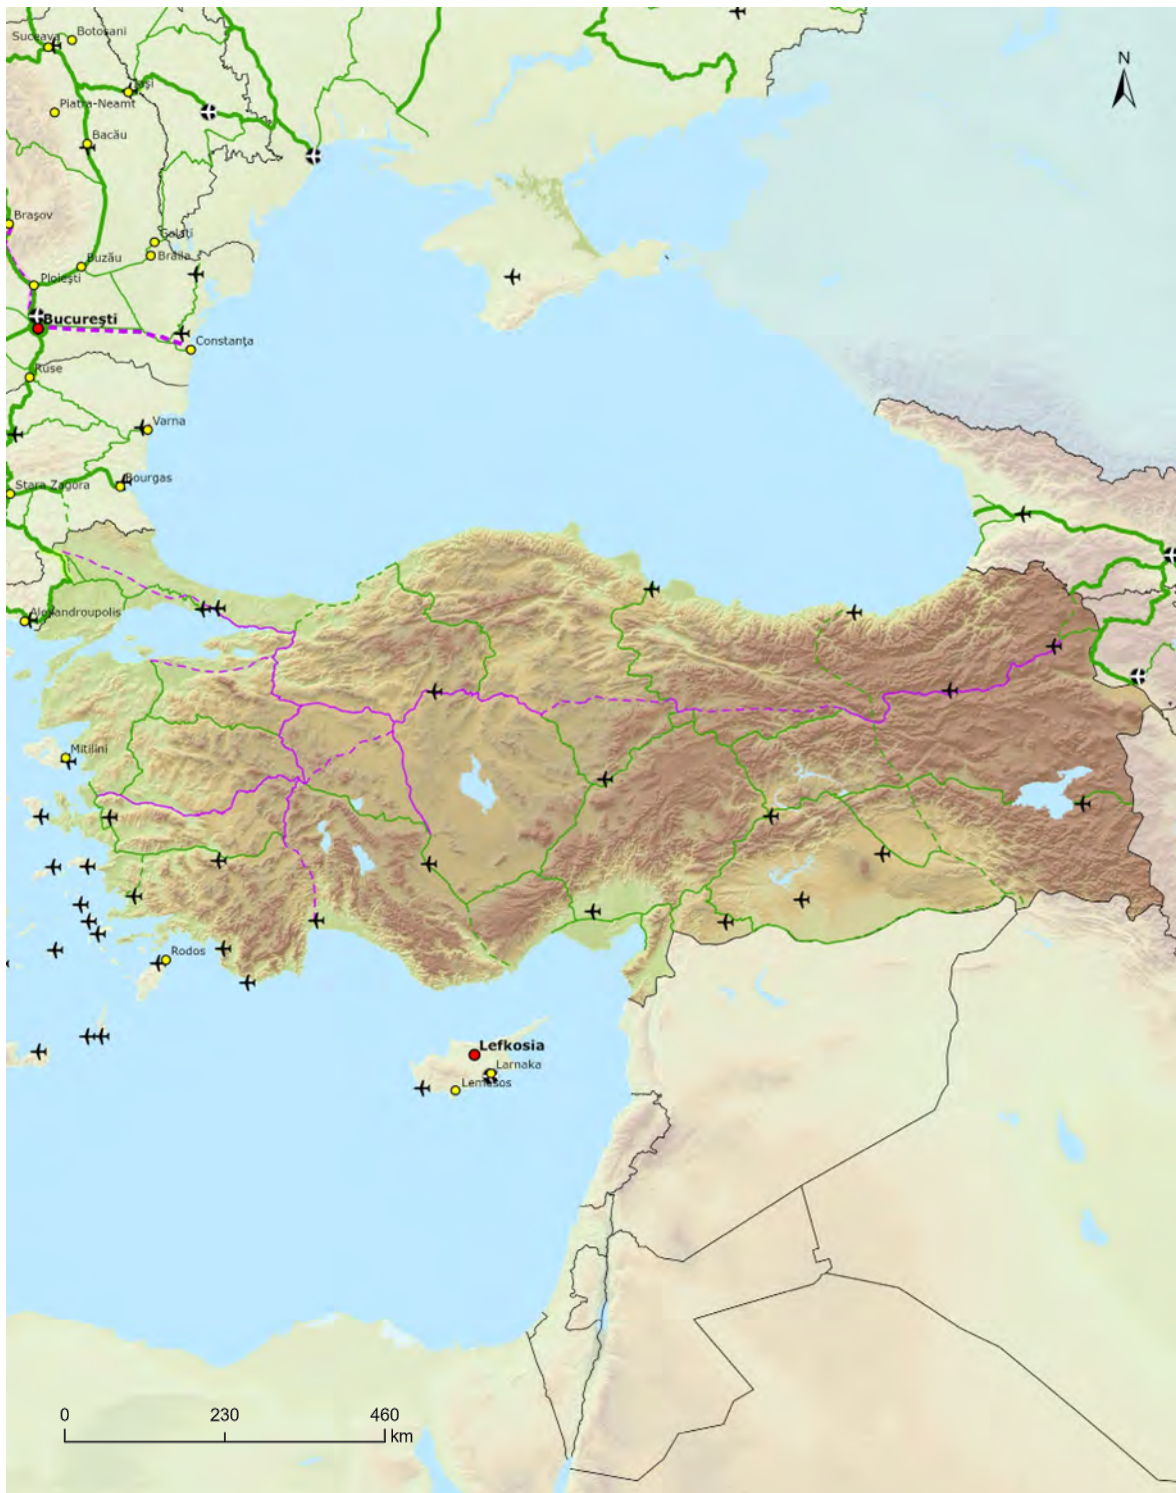 Suceava
Botoșani
N
Iași
Piatra-Neamt
Bacău
Brașov
Galați
Brăila
Buzău
Ploiești
București
Constanța
Ruse
Varna
Bourgas
Stara Zagora
Alexandroupolis
Mitilini
Rodos
Lefkosia
Larnaka
Lemesos
0 230 460
km